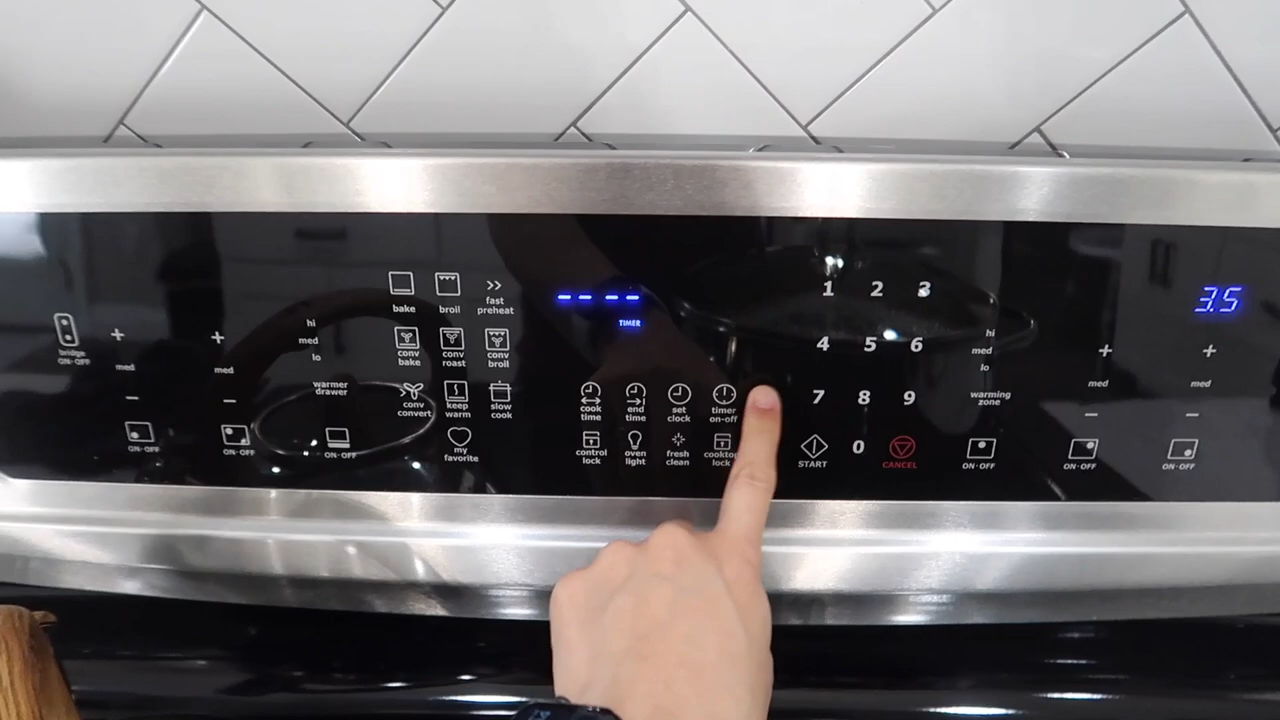 bridge
ON·OFF
+
med
−
ON·OFF
+
med
−
ON·OFF
hi
med
lo
warmer
drawer
ON·OFF
bake
broil
>>
fast
preheat
conv
bake
conv
roast
conv
broil
conv
convert
keep
warm
slow
cook
my
favorite
-- --
TIMER
cook
time
end
time
set
clock
timer
on-off
control
lock
oven
light
fresh
clean
cooktop
lock
1 2 3
4 5 6
7 8 9
START
0
CANCEL
hi
med
lo
warming
zone
ON·OFF
+
med
−
ON·OFF
3.5
+
med
−
ON·OFF